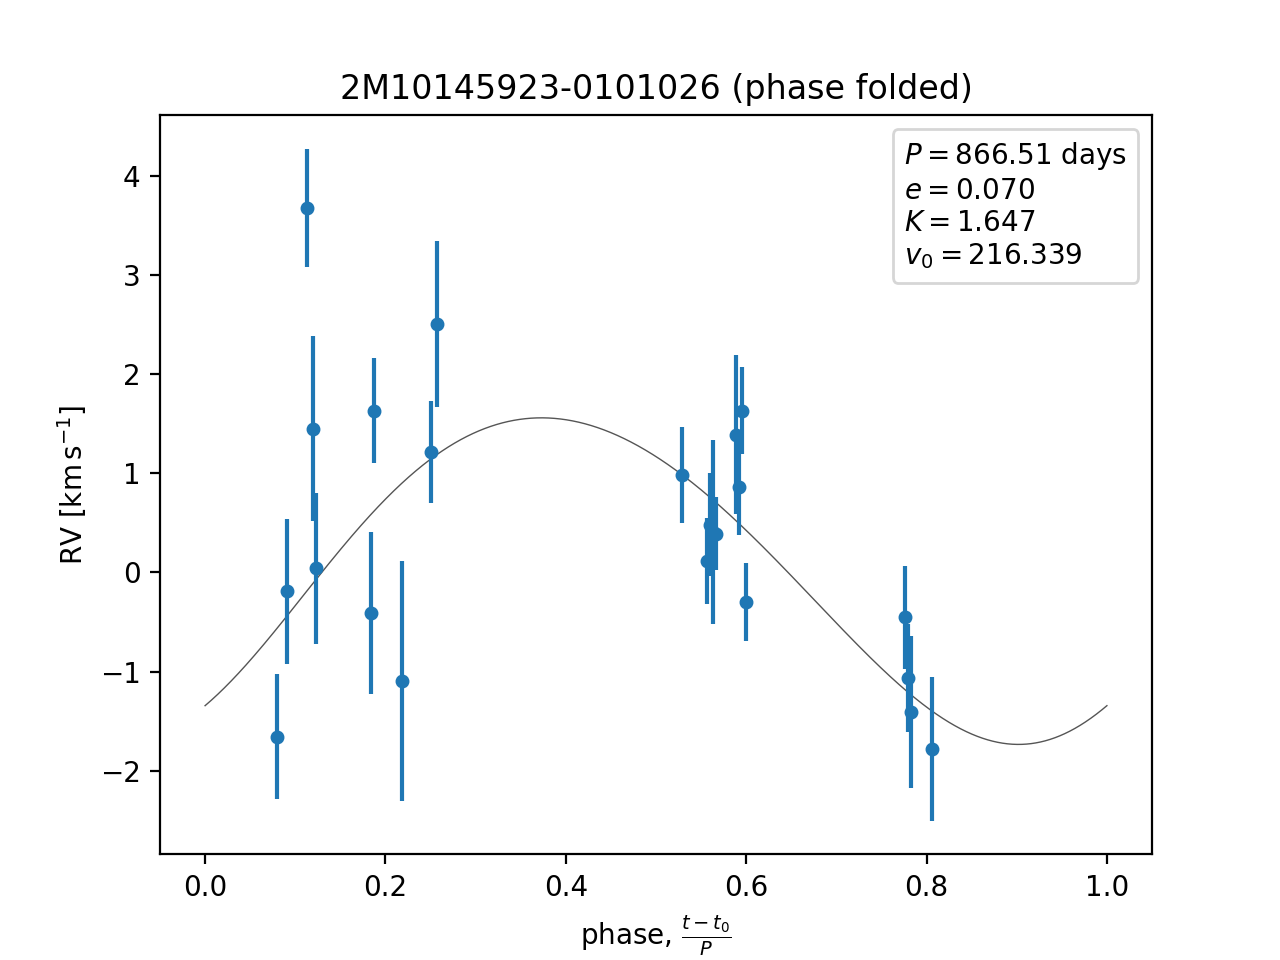 2M10145923-0101026 (phase folded)
P = 866.51 days
e = 0.070
K = 1.647
v₀ = 216.339
4
3
2
1
0
−1
−2
RV [km s⁻¹]
0.0 0.2 0.4 0.6 0.8 1.0
phase, (t − t₀)/P